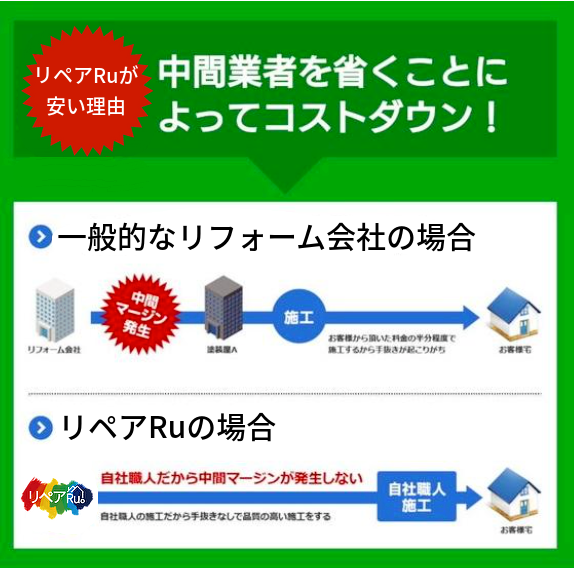 リペアRuが
安い理由
中間業者を省くことに
よってコストダウン！
一般的なリフォーム会社の場合
中間
マージン
発生
施工
リフォーム会社
塗装屋A
お客様から頂いた料金の半分程度で
施工するから手抜きが起こりがち
お客様宅
リペアRuの場合
自社職人だから中間マージンが発生しない
リペアRu
自社職人
施工
自社職人の施工だから手抜きなしで品質の高い施工をする
お客様宅